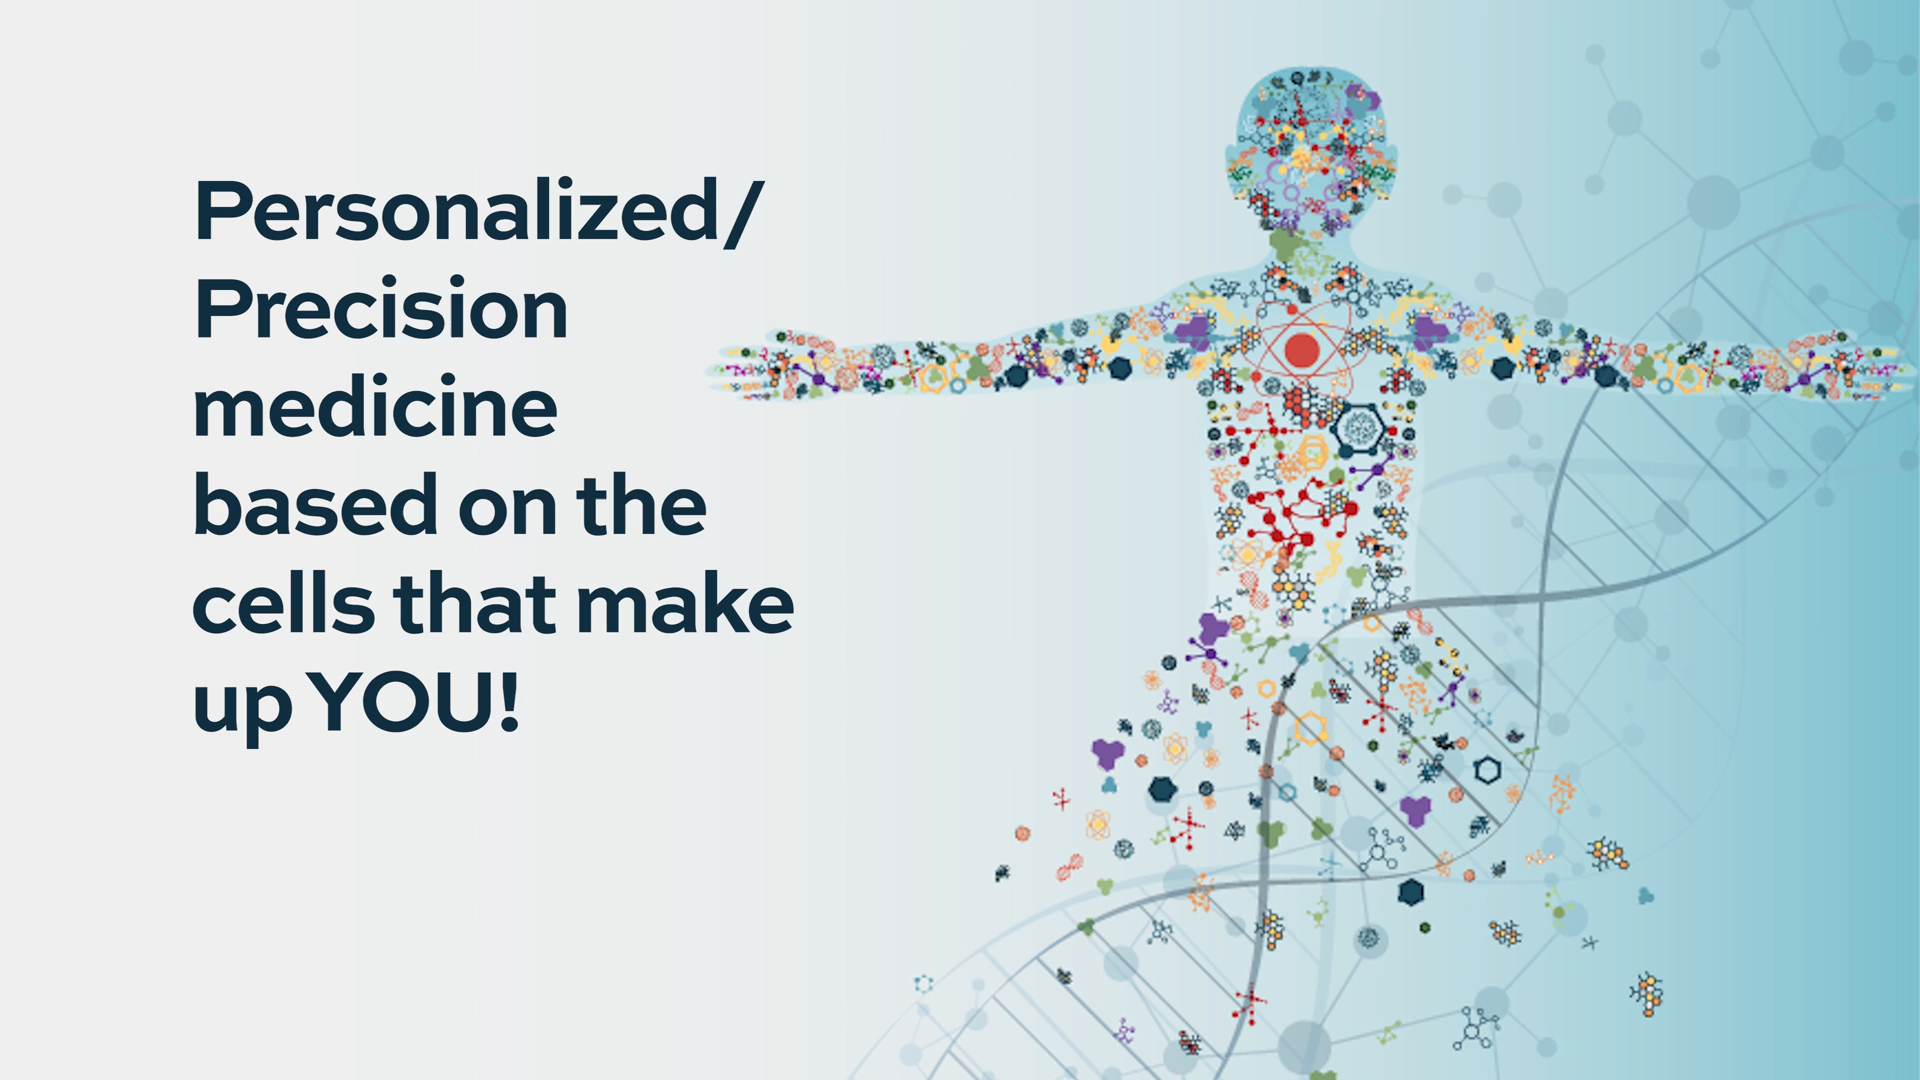 Personalized/
Precision
medicine
based on the
cells that make
up YOU!